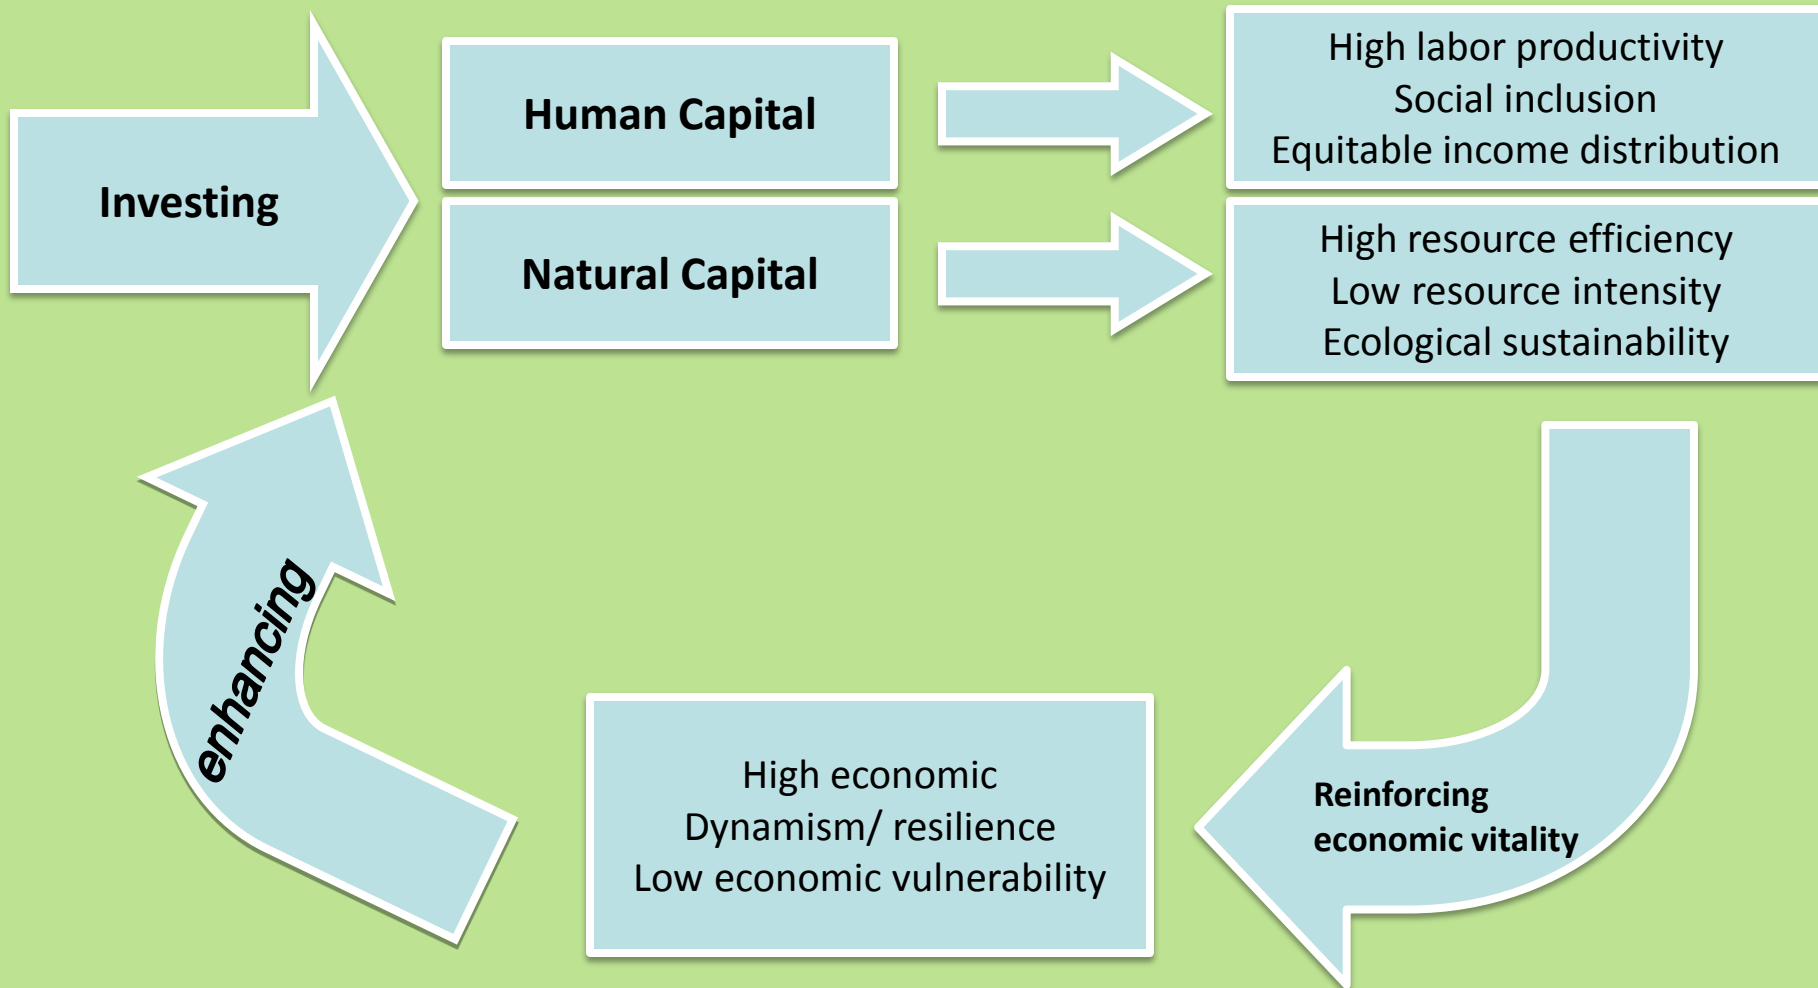 Investing
Human Capital
Natural Capital
High labor productivity
Social inclusion
Equitable income distribution
High resource efficiency
Low resource intensity
Ecological sustainability
Reinforcing
economic vitality
High economic
Dynamism/ resilience
Low economic vulnerability
enhancing